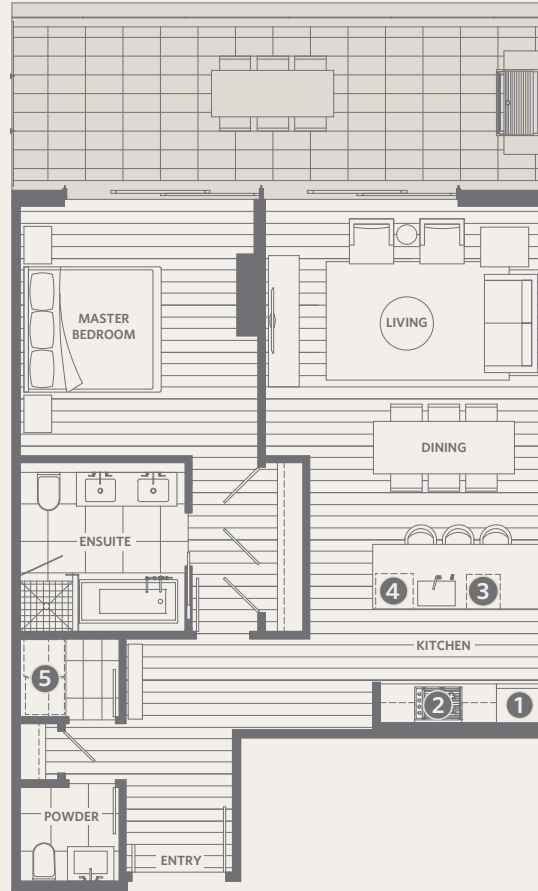 MASTER
BEDROOM
LIVING
DINING
ENSUITE
4
3
KITCHEN
5
2
1
POWDER
ENTRY